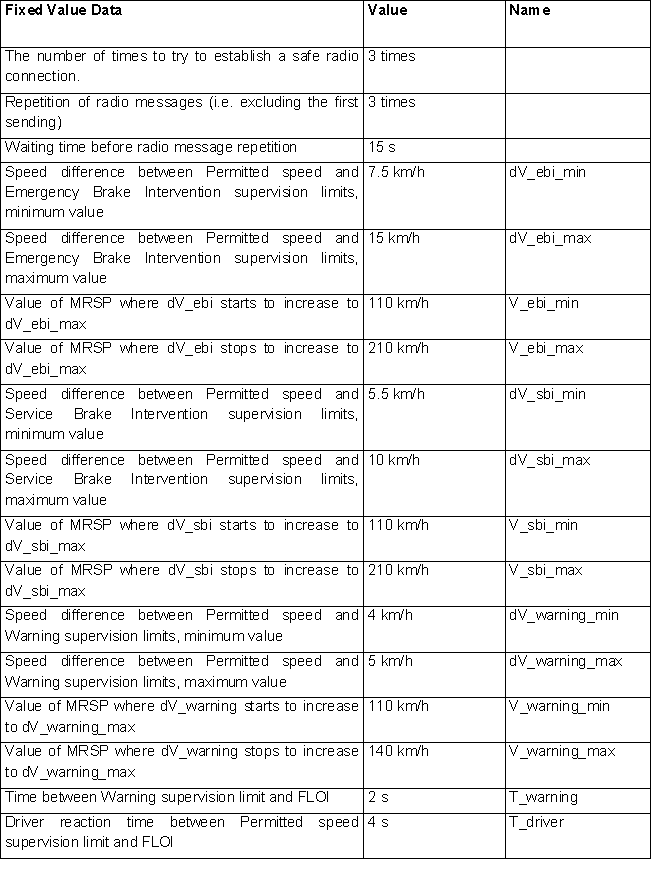 Fixed Value Data Value Name
The number of times to try to establish a safe radio 3 times
connection.
Repetition of radio messages (i.e. excluding the first 3 times
sending)
Waiting time before radio message repetition 15 s
Speed difference between Permitted speed and 7.5 km/h dV_ebi_min
Emergency Brake Intervention supervision limits,
minimum value
Speed difference between Permitted speed and 15 km/h dV_ebi_max
Emergency Brake Intervention supervision limits,
maximum value
Value of MRSP where dV_ebi starts to increase to 110 km/h V_ebi_min
dV_ebi_max
Value of MRSP where dV_ebi stops to increase to 210 km/h V_ebi_max
dV_ebi_max
Speed difference between Permitted speed and 5.5 km/h dV_sbi_min
Service Brake Intervention supervision limits,
minimum value
Speed difference between Permitted speed and 10 km/h dV_sbi_max
Service Brake Intervention supervision limits,
maximum value
Value of MRSP where dV_sbi starts to increase to 110 km/h V_sbi_min
dV_sbi_max
Value of MRSP where dV_sbi stops to increase to 210 km/h V_sbi_max
dV_sbi_max
Speed difference between Permitted speed and 4 km/h dV_warning_min
Warning supervision limits, minimum value
Speed difference between Permitted speed and 5 km/h dV_warning_max
Warning supervision limits, maximum value
Value of MRSP where dV_warning starts to increase 110 km/h V_warning_min
to dV_warning_max
Value of MRSP where dV_warning stops to increase 140 km/h V_warning_max
to dV_warning_max
Time between Warning supervision limit and FLOI 2 s T_warning
Driver reaction time between Permitted speed 4 s T_driver
supervision limit and FLOI